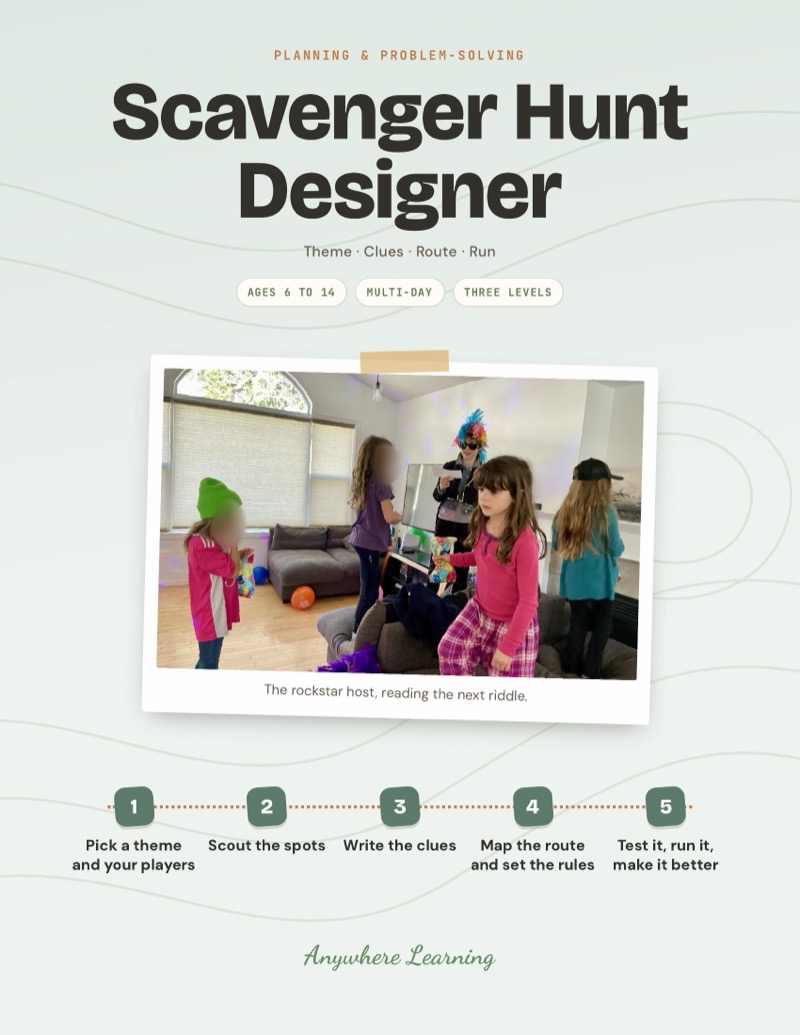 PLANNING & PROBLEM-SOLVING
Scavenger Hunt
Designer
Theme · Clues · Route · Run
AGES 6 TO 14
MULTI-DAY
THREE LEVELS
The rockstar host, reading the next riddle.
1
2
3
4
5
Pick a theme
and your players
Scout the spots
Write the clues
Map the route
and set the rules
Test it, run it,
make it better
Anywhere Learning